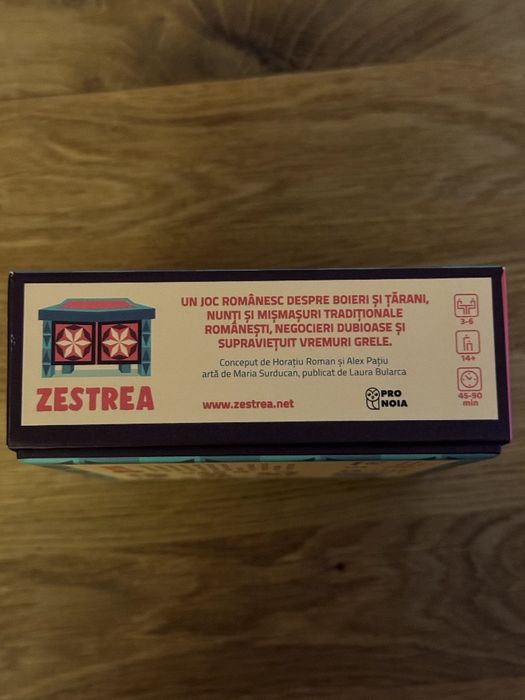 UN JOC ROMÂNESC DESPRE BOIERI ȘI ȚĂRANI,
NUNȚI ȘI MIȘMAȘURI TRADIȚIONALE
ROMÂNEȘTI, NEGOCIERI DUBIOASE ȘI
SUPRAVIEȚUIT VREMURI GRELE.
Conceput de Horațiu Roman și Alex Pațiu
artă de Maria Surducan, publicat de Laura Bularca
ZESTREA
www.zestrea.net
PRO
NOIA
3-6
14+
45-90
min